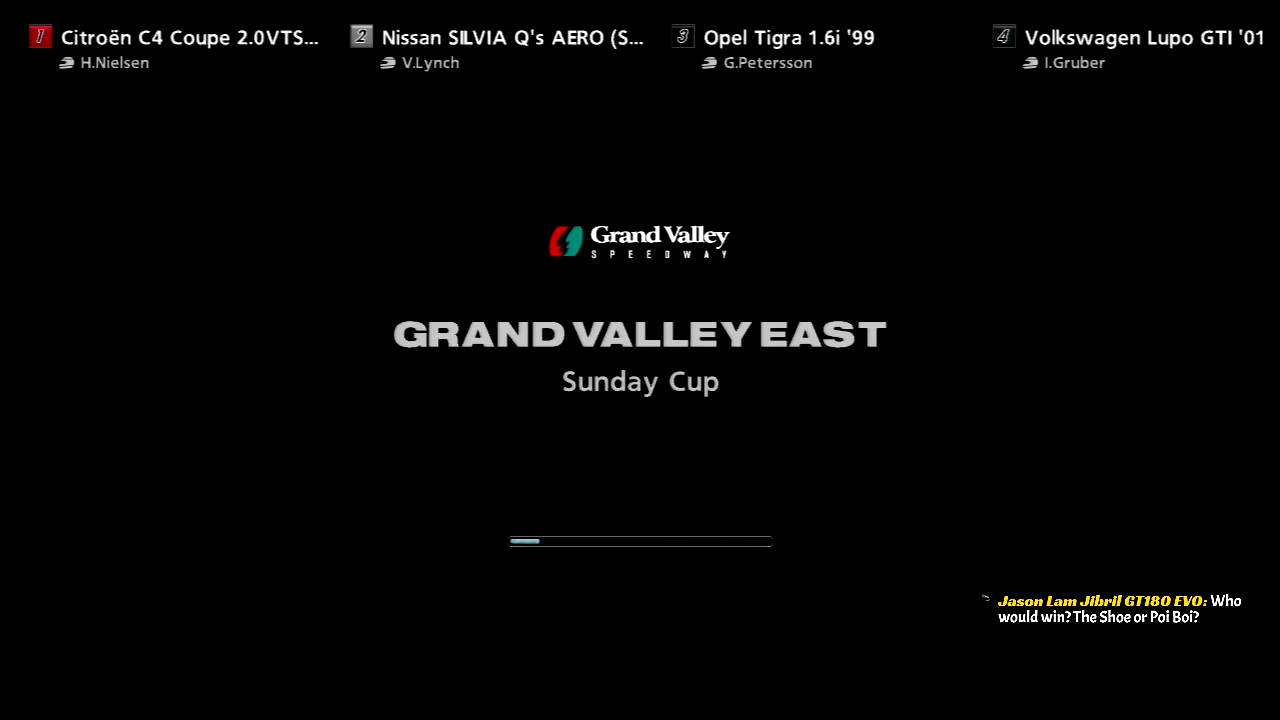 1 Citroën C4 Coupe 2.0VTS...
H.Nielsen
2 Nissan SILVIA Q's AERO (S...
V.Lynch
3 Opel Tigra 1.6i '99
G.Petersson
4 Volkswagen Lupo GTI '01
I.Gruber
Grand Valley
SPEEDWAY
GRAND VALLEY EAST
Sunday Cup
Jason Lam Jibril GT180 EVO: Who
would win? The Shoe or Poi Boi?